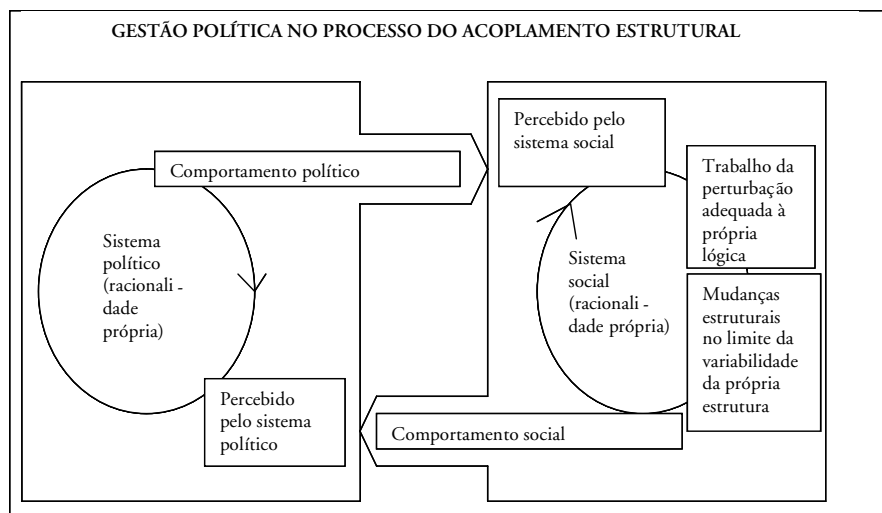 GESTÃO POLÍTICA NO PROCESSO DO ACOPLAMENTO ESTRUTURAL
Comportamento político
Sistema
político
(racionali -
dade
própria)
Percebido
pelo sistema
político
Percebido pelo
sistema social
Trabalho da
perturbação
adequada à
própria
lógica
Sistema
social
(racionali -
dade própria)
Mudanças
estruturais
no limite da
variabilidade
da própria
estrutura
Comportamento social